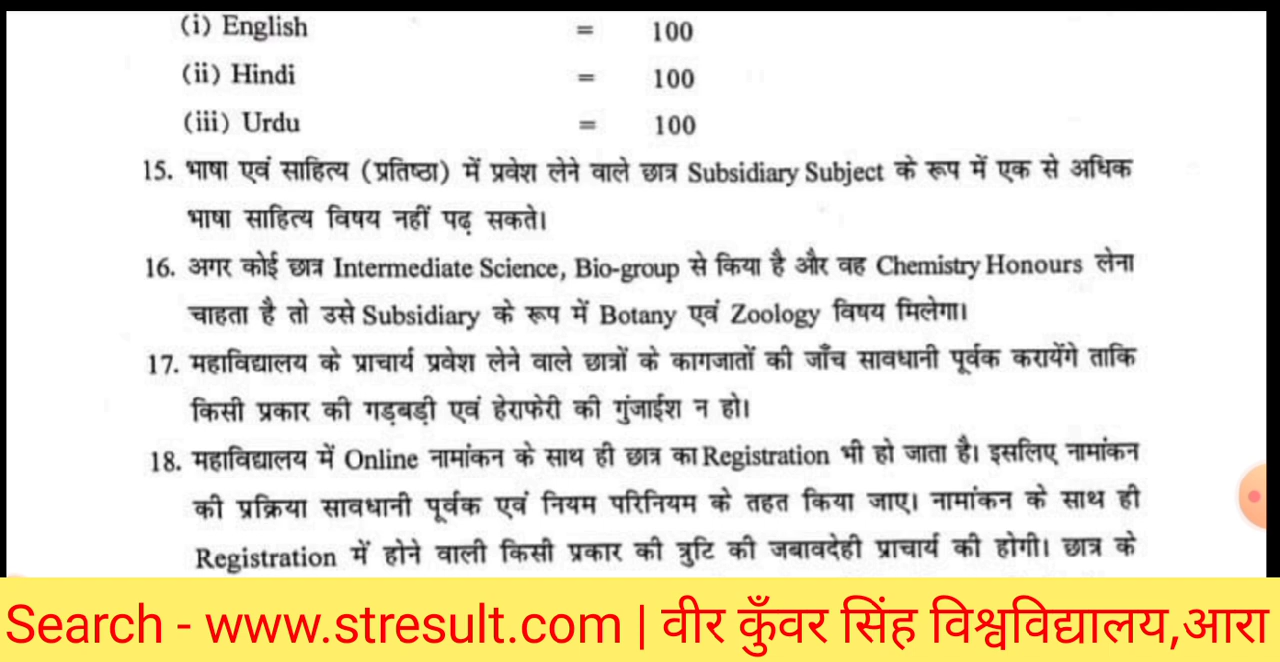 (i) English = 100
(ii) Hindi = 100
(iii) Urdu = 100
15. भाषा एवं साहित्य (प्रतिष्ठा) में प्रवेश लेने वाले छात्र Subsidiary Subject के रूप में एक से अधिक
भाषा साहित्य विषय नहीं पढ़ सकते।
16. अगर कोई छात्र Intermediate Science, Bio-group से किया है और वह Chemistry Honours लेना
चाहता है तो उसे Subsidiary के रूप में Botany एवं Zoology विषय मिलेगा।
17. महाविद्यालय के प्राचार्य प्रवेश लेने वाले छात्रों के कागजातों की जाँच सावधानी पूर्वक करायेंगे ताकि
किसी प्रकार की गड़बड़ी एवं हेराफेरी की गुंजाईश न हो।
18. महाविद्यालय में Online नामांकन के साथ ही छात्र का Registration भी हो जाता है। इसलिए नामांकन
की प्रक्रिया सावधानी पूर्वक एवं नियम परिनियम के तहत किया जाए। नामांकन के साथ ही
Registration में होने वाली किसी प्रकार की त्रुटि की जबावदेही प्राचार्य की होगी। छात्र के
Search - www.stresult.com | वीर कुँवर सिंह विश्वविद्यालय,आरा